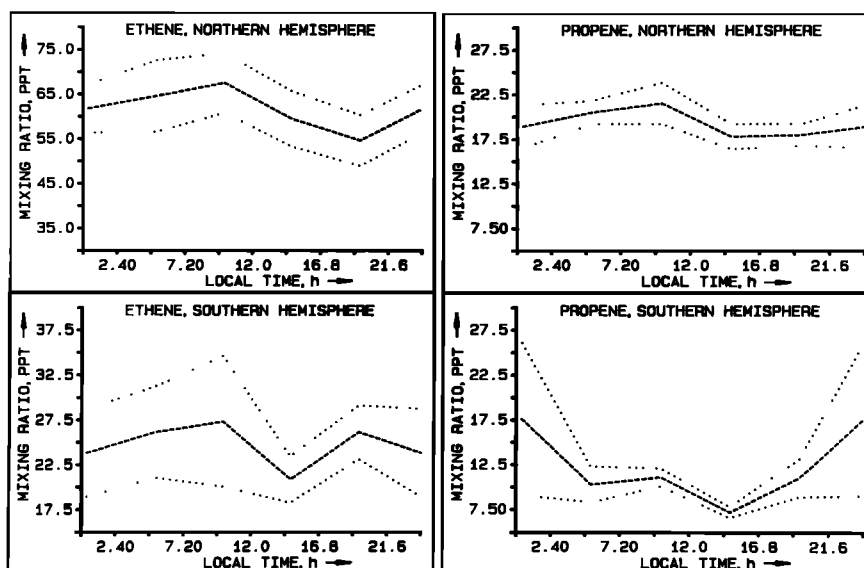 ETHENE, NORTHERN HEMISPHERE
MIXING RATIO, PPT
75.0
65.0
55.0
45.0
35.0
2.40 7.20 12.0 16.8 21.6
LOCAL TIME, h
PROPENE, NORTHERN HEMISPHERE
MIXING RATIO, PPT
27.5
22.5
17.5
12.5
7.50
2.40 7.20 12.0 16.8 21.6
LOCAL TIME, h
ETHENE, SOUTHERN HEMISPHERE
MIXING RATIO, PPT
37.5
32.5
27.5
22.5
17.5
2.40 7.20 12.0 16.8 21.6
LOCAL TIME, h
PROPENE, SOUTHERN HEMISPHERE
MIXING RATIO, PPT
27.5
22.5
17.5
12.5
7.50
2.40 7.20 12.0 16.8 21.6
LOCAL TIME, h